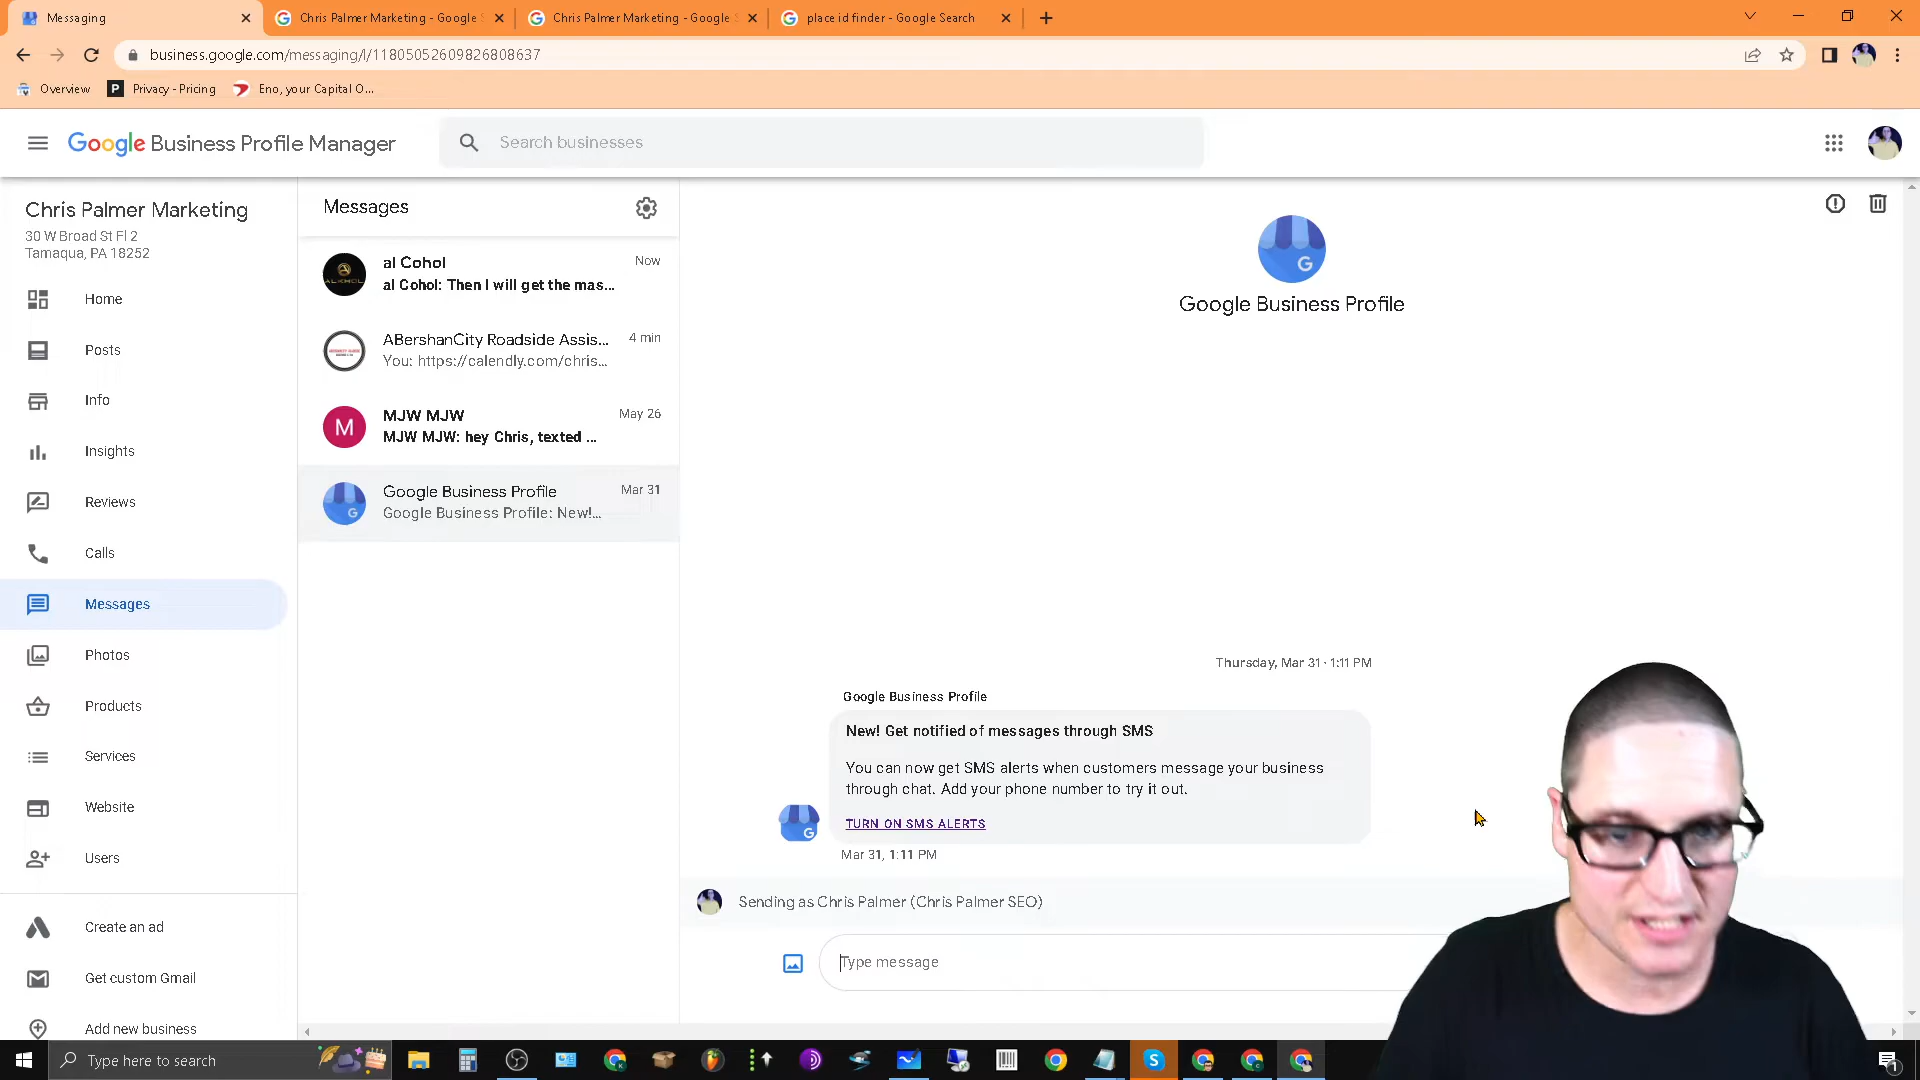 Messaging
Chris Palmer Marketing - Google S
Chris Palmer Marketing - Google S
place id finder - Google Search
business.google.com/messaging/l/11805052609826808637
Overview
Privacy - Pricing
Eno, your Capital O...
Google Business Profile Manager
Search businesses
Chris Palmer Marketing
30 W Broad St Fl 2
Tamaqua, PA 18252
Home
Posts
Info
Insights
Reviews
Calls
Messages
Photos
Products
Services
Website
Users
Create an ad
Get custom Gmail
Add new business
Messages
al Cohol
Now
al Cohol: Then I will get the mas...
ABershanCity Roadside Assis...
4 min
You: https://calendly.com/chris...
M
MJW MJW
May 26
MJW MJW: hey Chris, texted ...
Google Business Profile
Mar 31
Google Business Profile: New!...
Google Business Profile
Thursday, Mar 31 · 1:11 PM
Google Business Profile
New! Get notified of messages through SMS
You can now get SMS alerts when customers message your business
through chat. Add your phone number to try it out.
TURN ON SMS ALERTS
Mar 31, 1:11 PM
Sending as Chris Palmer (Chris Palmer SEO)
Type message
Type here to search